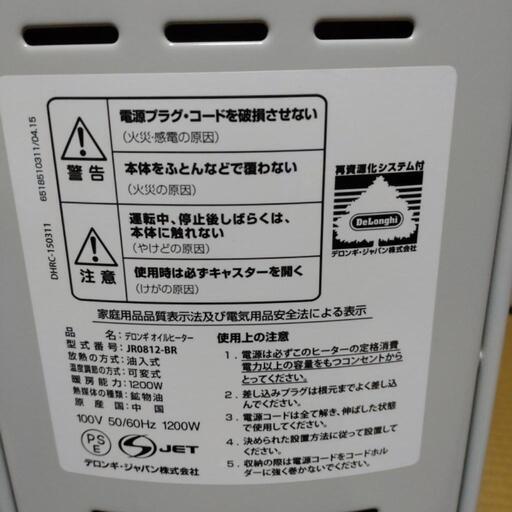 電源プラグ・コードを破損させない
(火災・感電の原因)
警告
本体をふとんなどで覆わない
(火災の原因)
運転中、停止後しばらくは、
本体に触れない
(やけどの原因)
注意
使用時は必ずキャスターを開く
(けがの原因)
6518510311/04.15
DHRC-150311
再資源化システム付
DeLonghi
デロンギ・ジャパン株式会社
家庭用品品質表示法及び電気用品安全法による表示
品名:デロンギ オイルヒーター
型式番号:JR0812-BR
放熱の方式:油入式
温度調節の方式:可変式
暖房能力:1200W
熱媒体の種類:鉱物油
原産国:中国
100V 50/60Hz 1200W
PS
E
S JET
デロンギ・ジャパン株式会社
使用上の注意
1. 電源は必ずこのヒーターの定格消費
電力以上の容量をもつコンセントから
とってください。
2. 差し込みプラグは根元までよく差し
込んでください。
3. 電源コードは全て解き、伸ばした状態
で使用してください。
4. 決められた設置方法に従って設置して
ください。
5. 収納の際は電源コードをコードホル
ダーに強く巻かないでください。